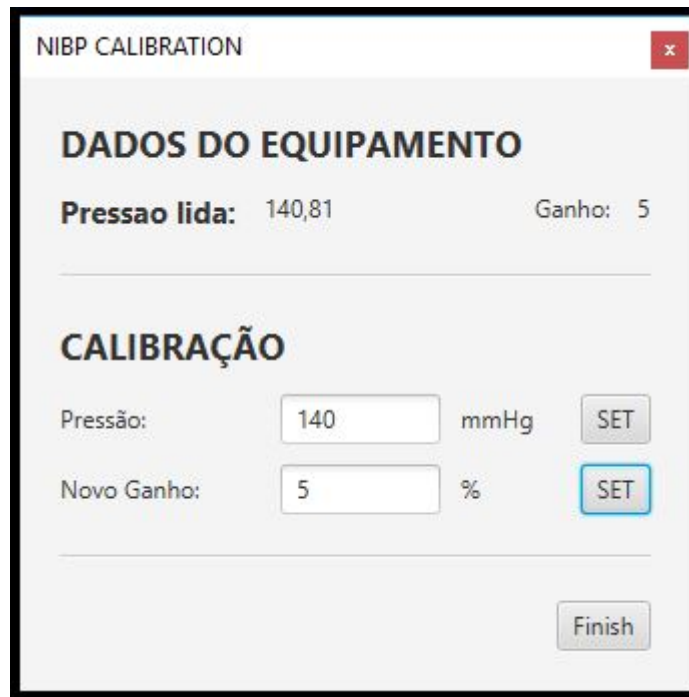 NIBP CALIBRATION x
DADOS DO EQUIPAMENTO
Pressao lida: 140,81 Ganho: 5
CALIBRAÇÃO
Pressão: 140 mmHg SET
Novo Ganho: 5 % SET
Finish